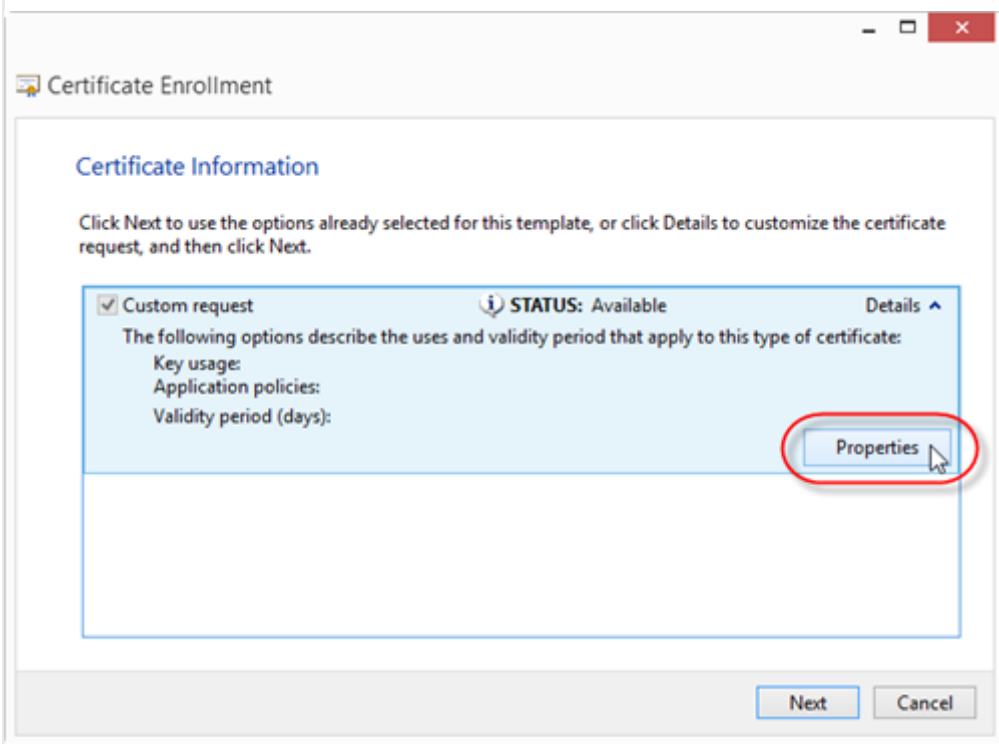 Certificate Enrollment
Certificate Information
Click Next to use the options already selected for this template, or click Details to customize the certificate
request, and then click Next.
Custom request STATUS: Available Details
The following options describe the uses and validity period that apply to this type of certificate:
Key usage:
Application policies:
Validity period (days):
Properties
Next Cancel